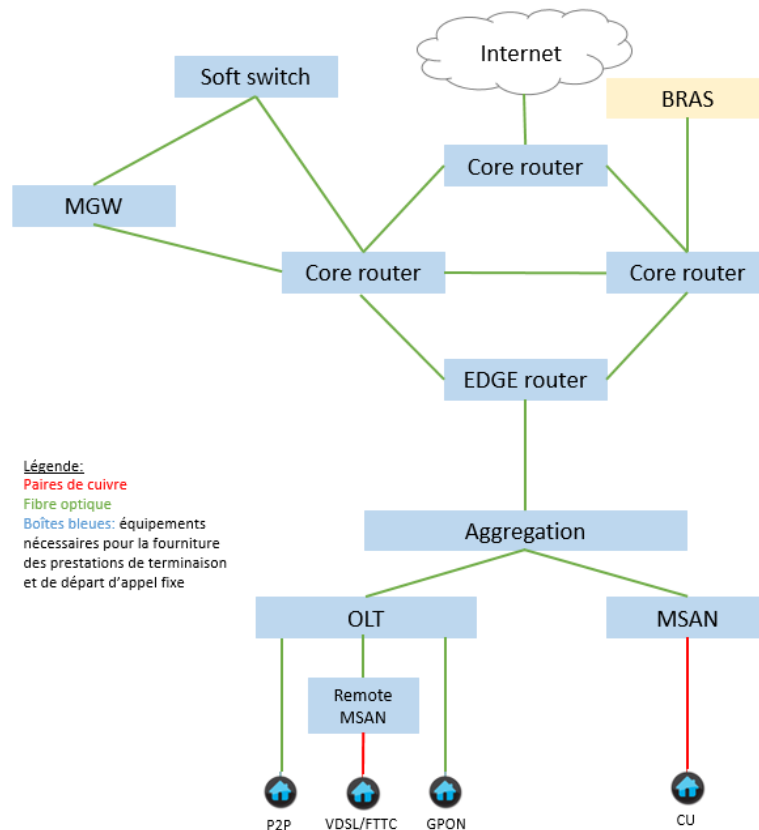 Internet
Soft switch
BRAS
Core router
MGW
Core router
Core router
EDGE router
Légende:
Paires de cuivre
Fibre optique
Boîtes bleues: équipements
nécessaires pour la fourniture
des prestations de terminaison
et de départ d'appel fixe
Aggregation
OLT
MSAN
Remote
MSAN
P2P
VDSL/FTTC
GPON
CU